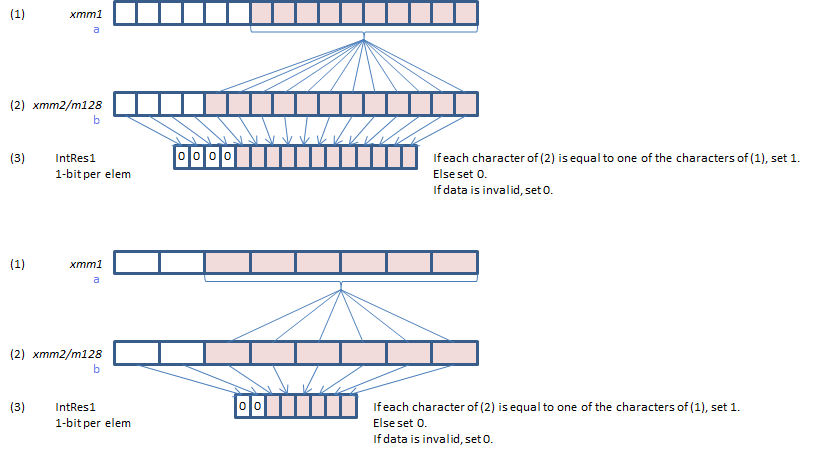 (1) xmm1
a
(2) xmm2/m128
b
(3) IntRes1 0 0 0 0 If each character of (2) is equal to one of the characters of (1), set 1.
1-bit per elem Else set 0.
If data is invalid, set 0.
(1) xmm1
a
(2) xmm2/m128
b
(3) IntRes1 0 0 If each character of (2) is equal to one of the characters of (1), set 1.
1-bit per elem Else set 0.
If data is invalid, set 0.